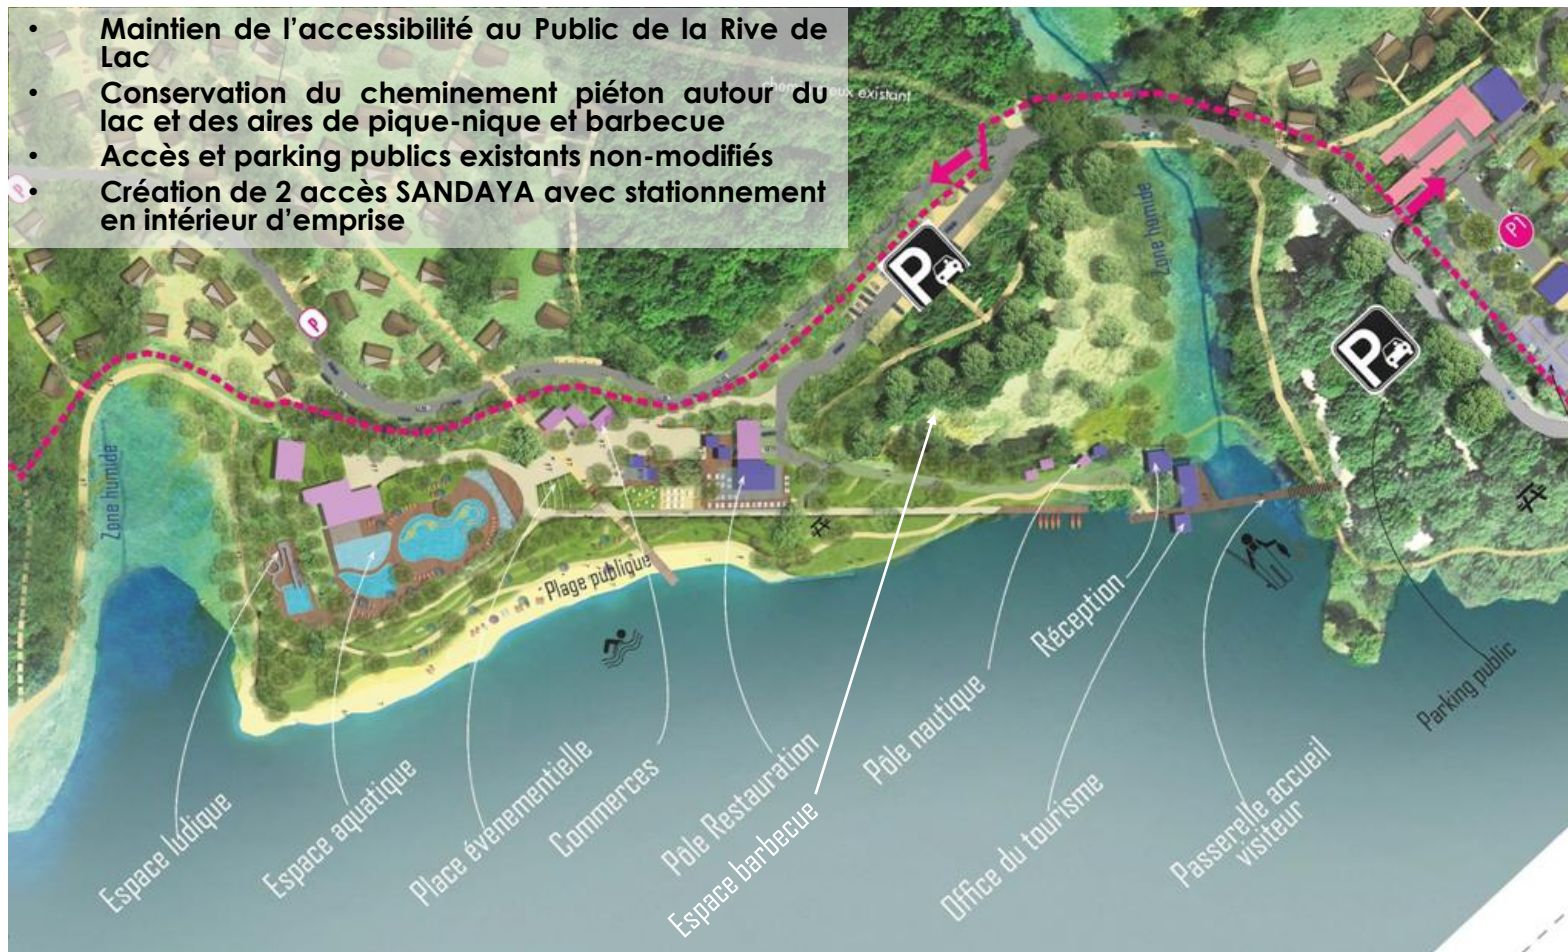 • Maintien de l’accessibilité au Public de la Rive de
Lac
• Conservation du cheminement piéton autour du
lac et des aires de pique-nique et barbecue
• Accès et parking publics existants non-modifiés
• Création de 2 accès SANDAYA avec stationnement
en intérieur d’emprise
eux existant
P
P
P
P
P1
Zone humide
Zone humide
Plage publique
Espace ludique
Espace aquatique
Place événementielle
Commerces
Pôle Restauration
Espace barbecue
Pôle nautique
Réception
Office du tourisme
Passerelle accueil
visiteur
Parking public